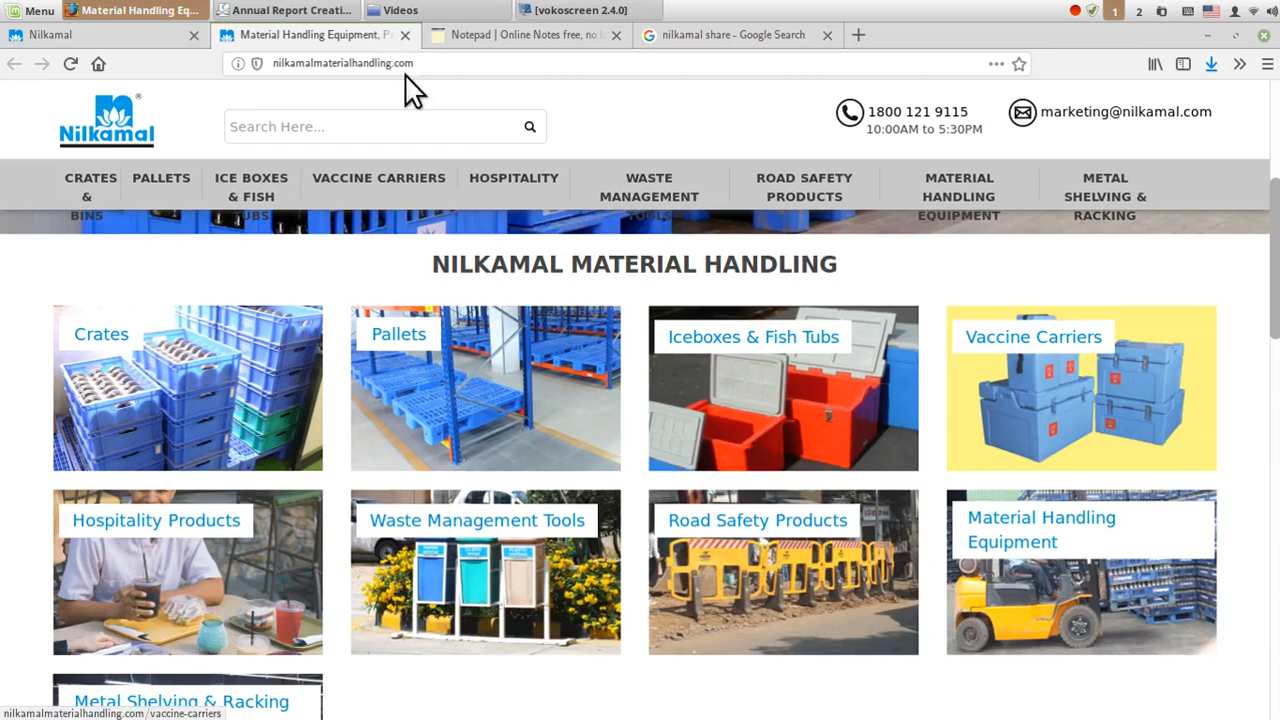 Menu
Material Handling Eq...
Annual Report Creati...
Videos
[vokoscreen 2.4.0]
1
2
Nilkamal
Material Handling Equipment, P
Notepad | Online Notes free, no l
nilkamal share - Google Search
nilkamalmaterialhandling.com
Nilkamal
®
Search Here...
1800 121 9115
10:00AM to 5:30PM
marketing@nilkamal.com
CRATES
&
BINS
PALLETS
ICE BOXES
& FISH
TUBS
VACCINE CARRIERS
HOSPITALITY
WASTE
MANAGEMENT
TOOLS
ROAD SAFETY
PRODUCTS
MATERIAL
HANDLING
EQUIPMENT
METAL
SHELVING &
RACKING
NILKAMAL MATERIAL HANDLING
Crates
Pallets
Iceboxes & Fish Tubs
Vaccine Carriers
Hospitality Products
Waste Management Tools
Road Safety Products
Material Handling
Equipment
Metal Shelving & Racking
nilkamalmaterialhandling.com/vaccine-carriers